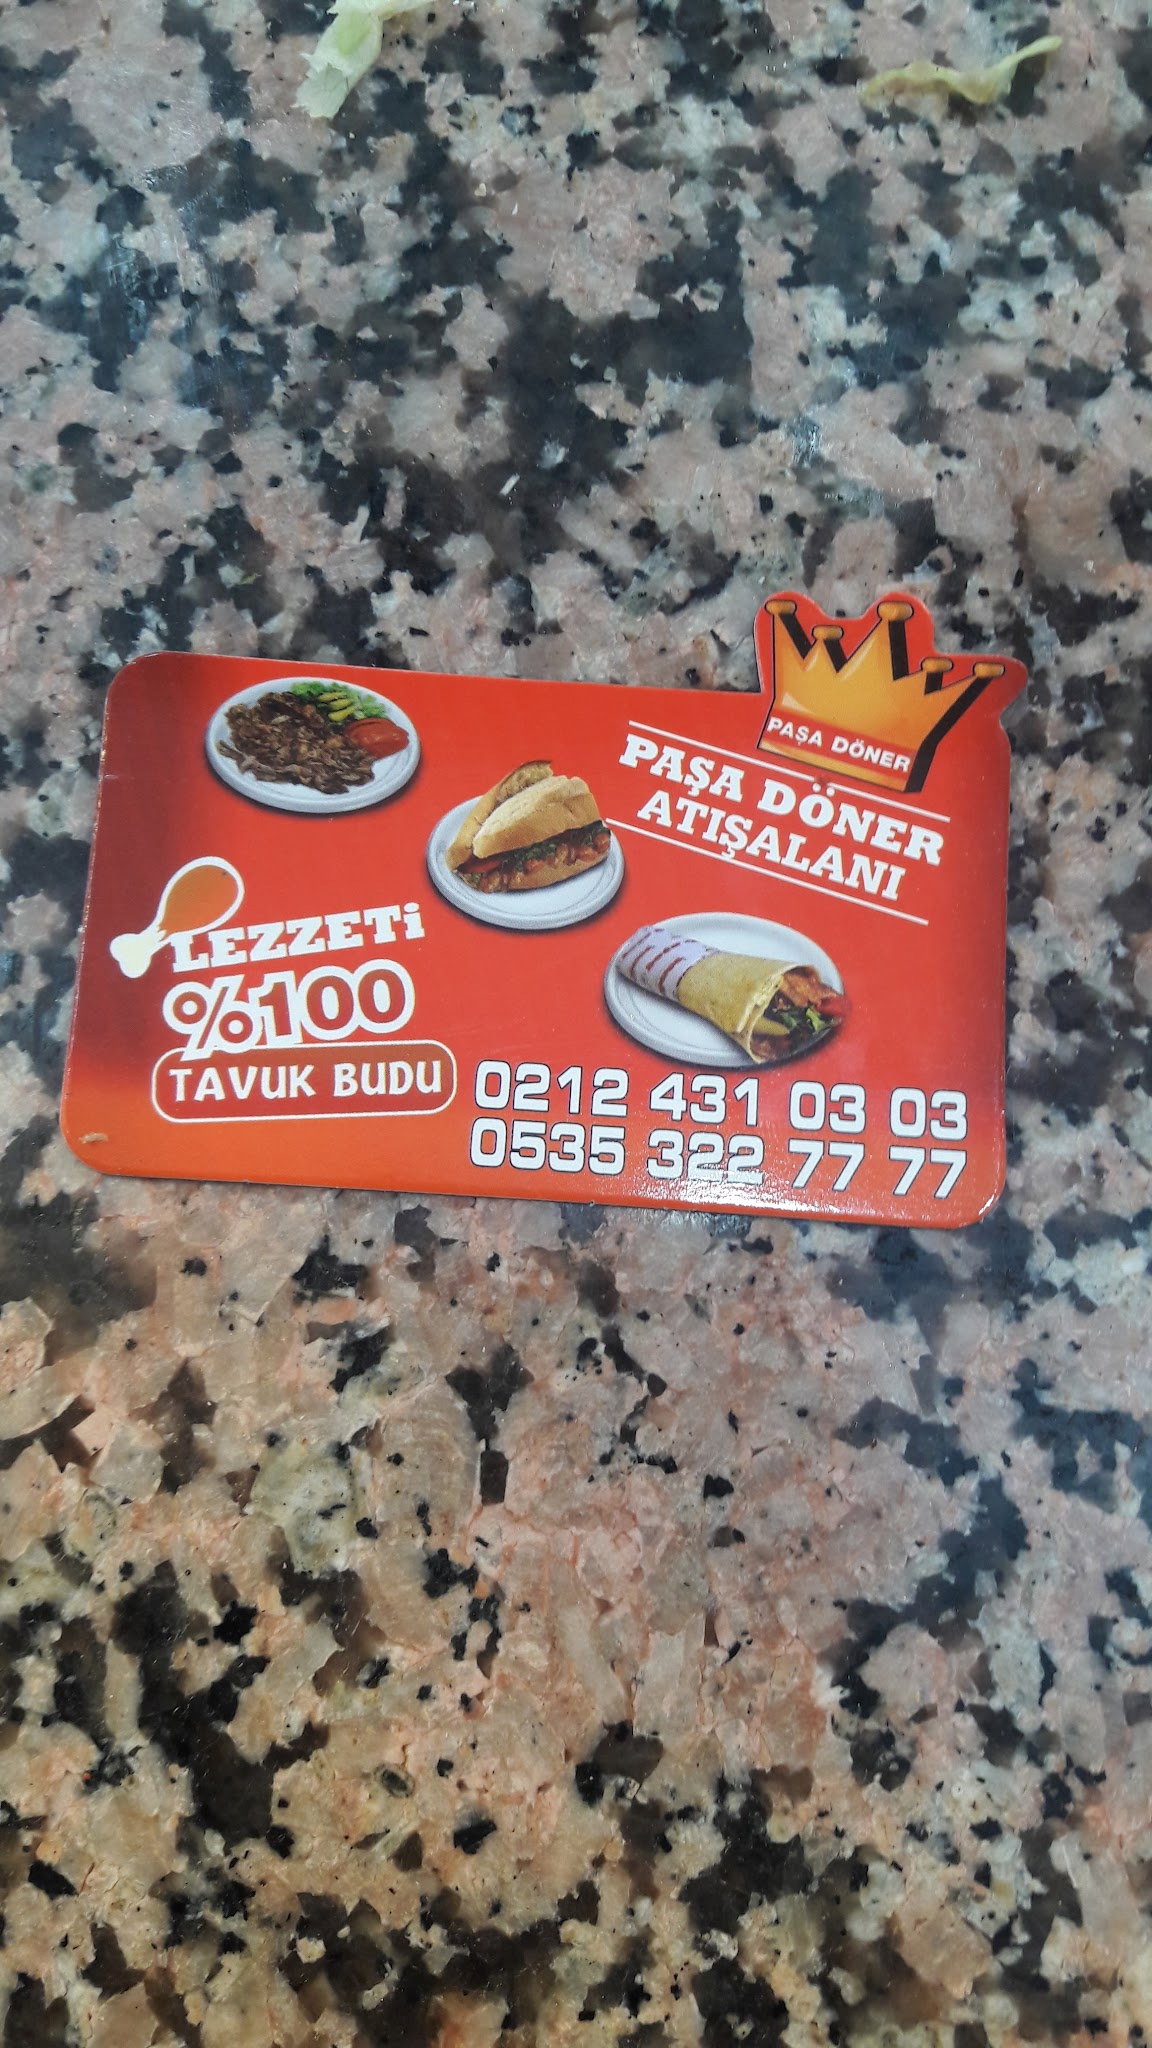 PAŞA DÖNER
PAŞA DÖNER
ATIŞALANI
LEZZETi
%100
TAVUK BUDU
0212 431 03 03
0535 322 77 77